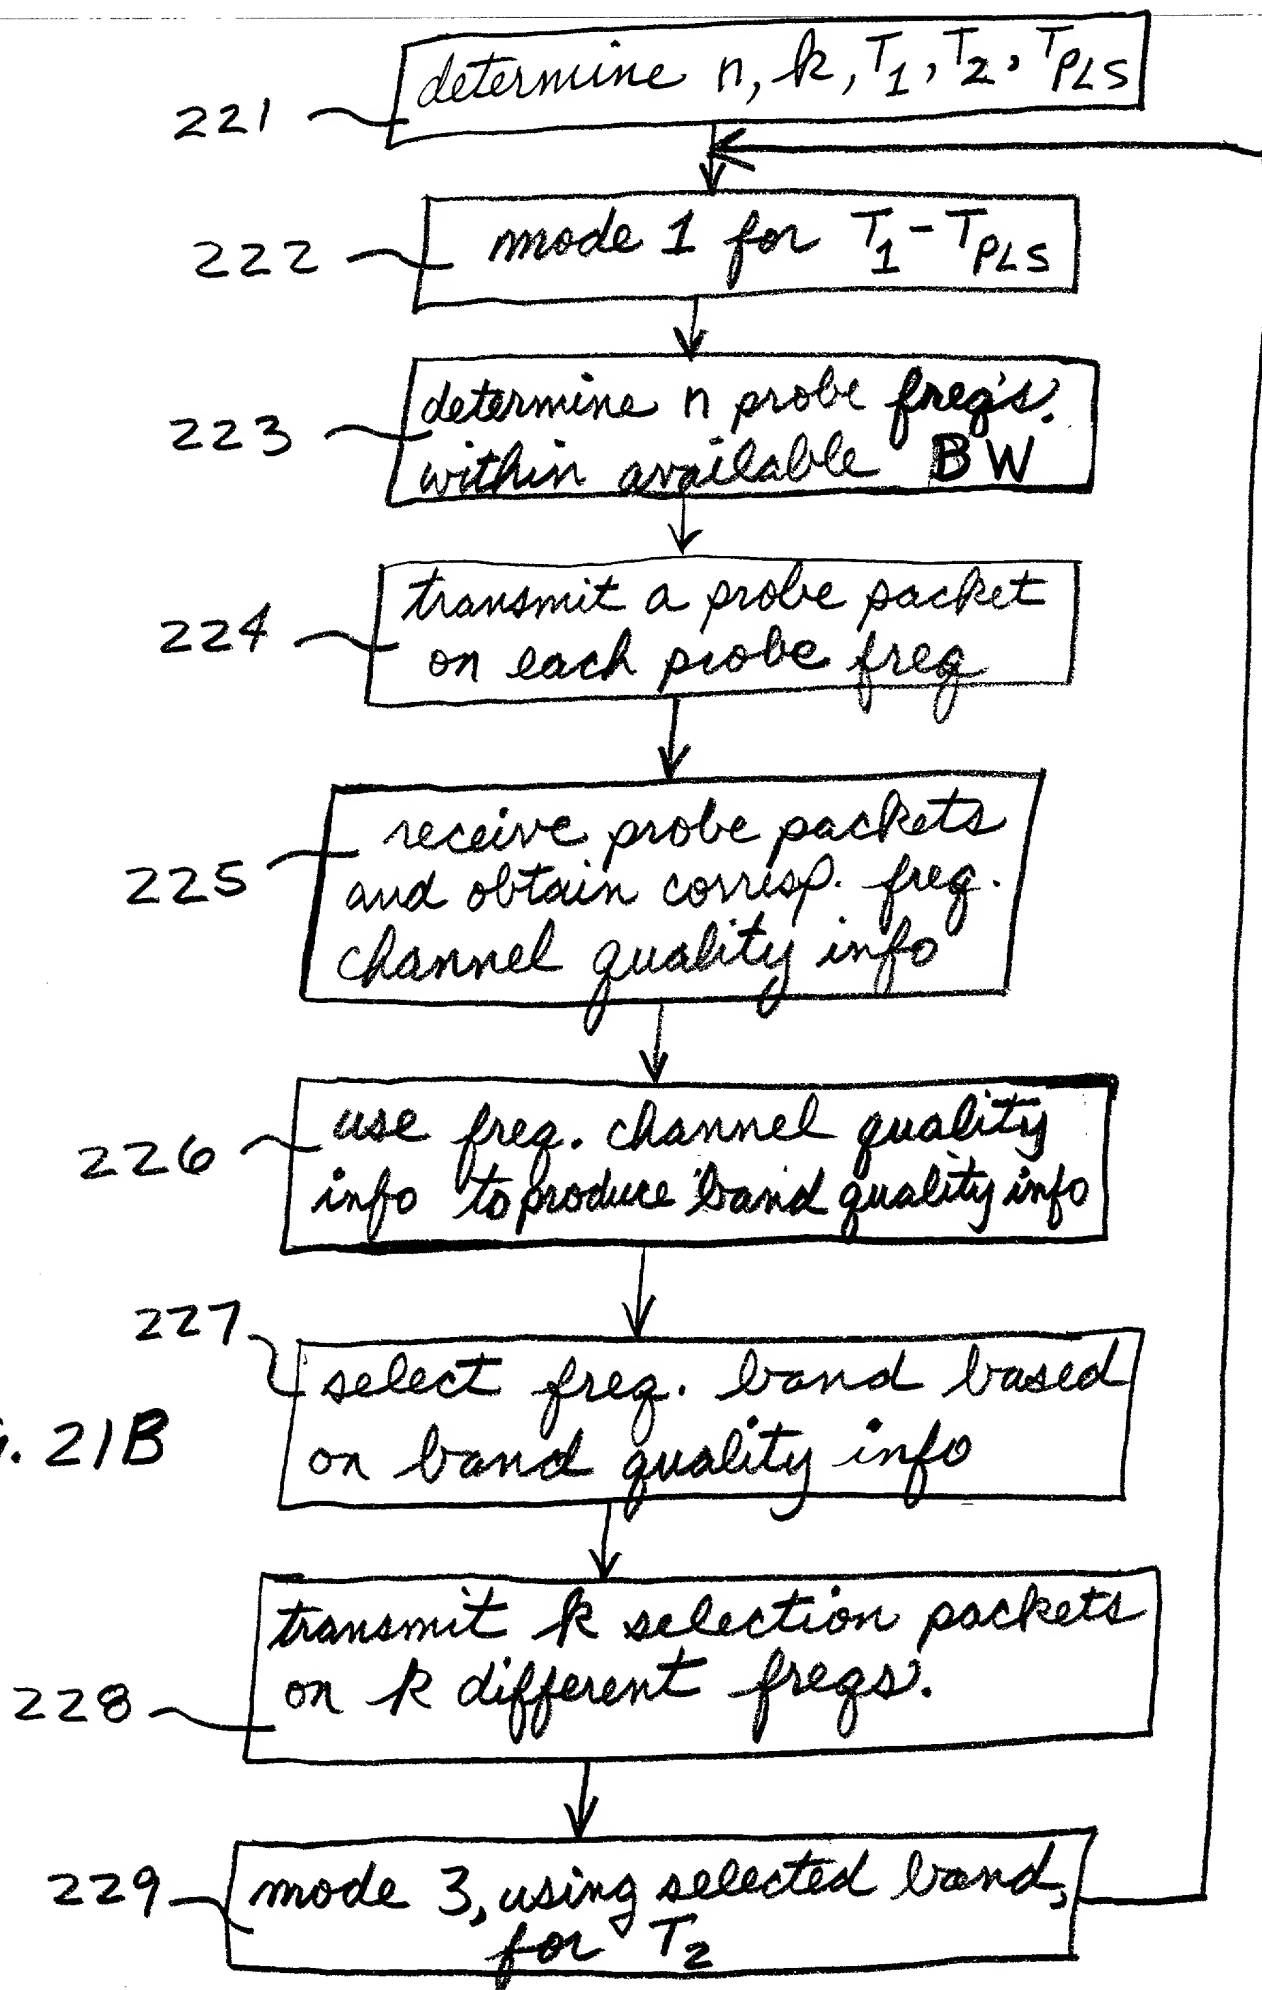 determine n, k, T1, T2, TPLS
221
mode 1 for T1 - TPLS
222
determine n probe freq's.
within available BW
223
transmit a probe packet
on each probe freq
224
receive probe packets
and obtain corresp. freq.
channel quality info
225
use freq. channel quality
info to produce band quality info
226
227
select freq. band based
on band quality info
. 21B
transmit k selection packets
on k different freqs.
228
mode 3, using selected band,
for T2
229